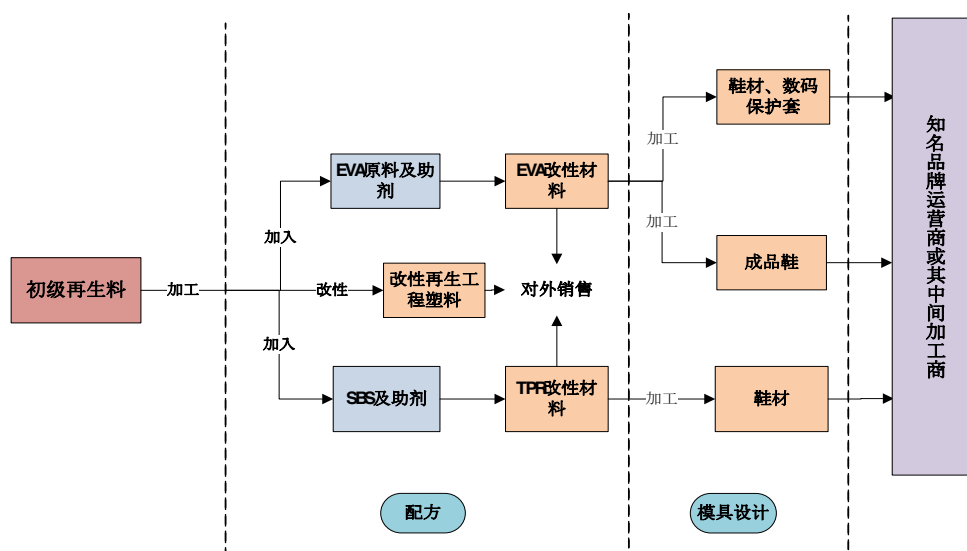 鞋材、数码
保护套
加工
EVA原料及助
剂
EVA改性材
料
加工
加入
成品鞋
初级再生料
加工
改性
改性再生工
程塑料
对外销售
加入
SBS及助剂
TPR改性材
料
加工
鞋材
知名品牌运营商或其中间加工商
配方
模具设计